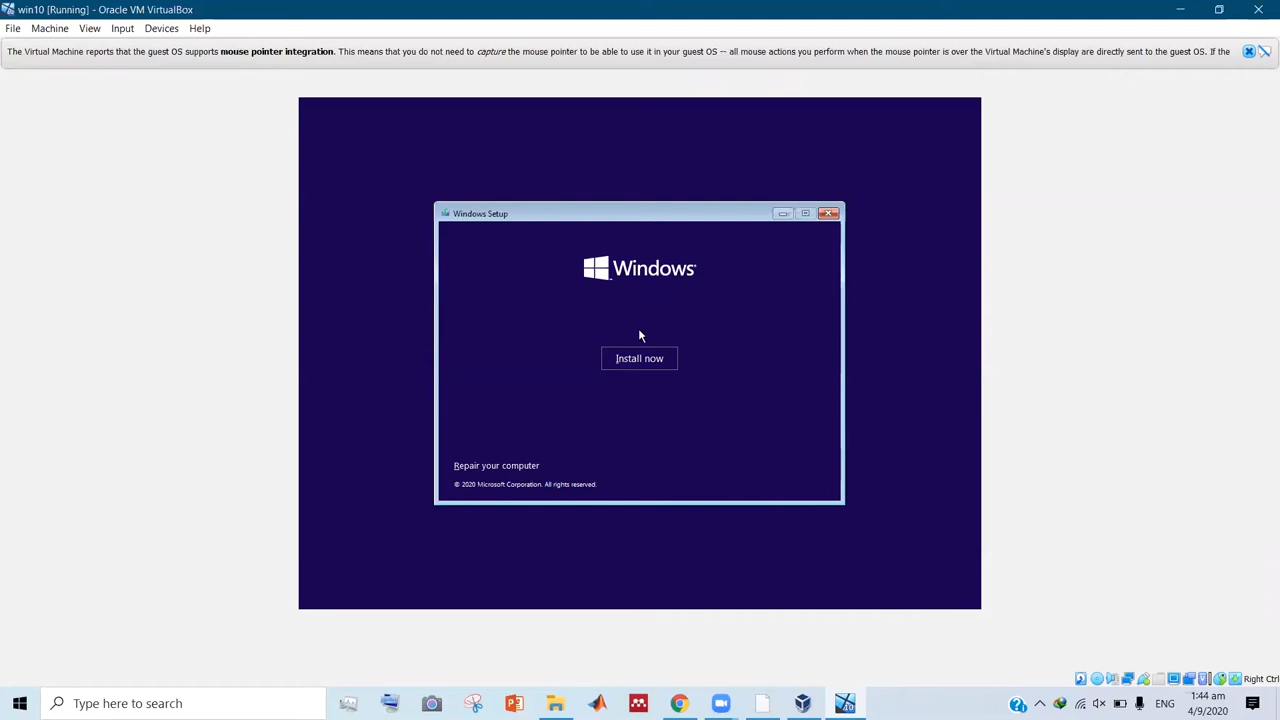 win10 [Running] - Oracle VM VirtualBox
File Machine View Input Devices Help
The Virtual Machine reports that the guest OS supports mouse pointer integration. This means that you do not need to capture the mouse pointer to be able to use it in your guest OS -- all mouse actions you perform when the mouse pointer is over the Virtual Machine's display are directly sent to the guest OS. If the
Windows Setup
Windows
Install now
Repair your computer
© 2020 Microsoft Corporation. All rights reserved.
Right Ctrl
Type here to search
ENG
1:44 am
4/9/2020